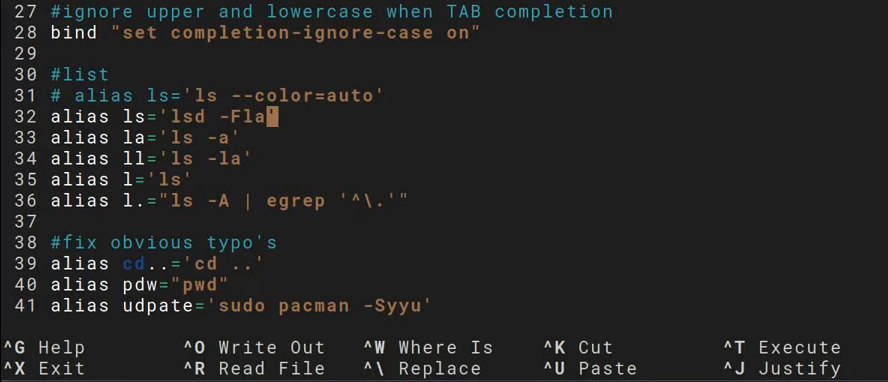 27 #ignore upper and lowercase when TAB completion
28 bind "set completion-ignore-case on"
29
30 #list
31 # alias ls='ls --color=auto'
32 alias ls='lsd -Fla'
33 alias la='ls -a'
34 alias ll='ls -la'
35 alias l='ls'
36 alias l.="ls -A | egrep '^\.'"
37
38 #fix obvious typo's
39 alias cd..='cd ..'
40 alias pdw="pwd"
41 alias udpate='sudo pacman -Syyu'
^G Help ^O Write Out ^W Where Is ^K Cut ^T Execute
^X Exit ^R Read File ^\ Replace ^U Paste ^J Justify